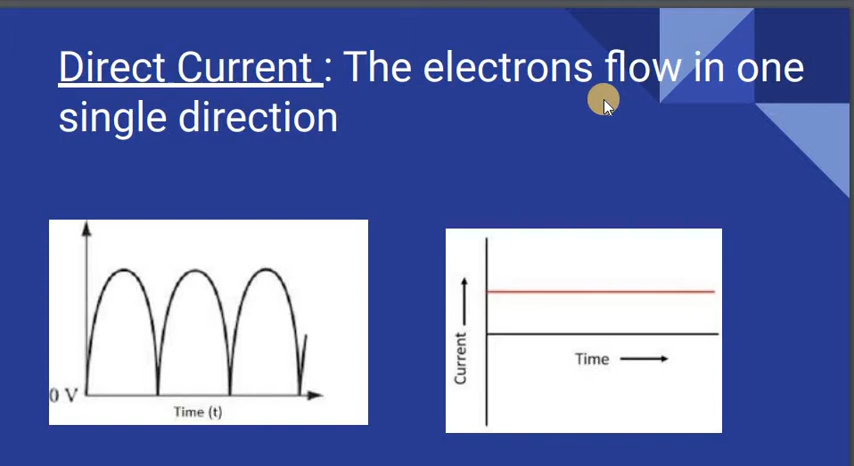 Direct Current : The electrons flow in one
single direction
0 V
Time (t)
Current
Time